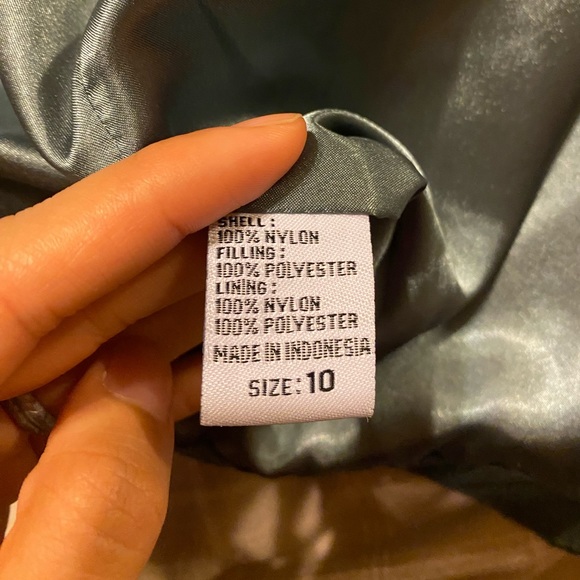 SHELL:
100% NYLON
FILLING:
100% POLYESTER
LINING:
100% NYLON
100% POLYESTER
MADE IN INDONESIA
SIZE: 10